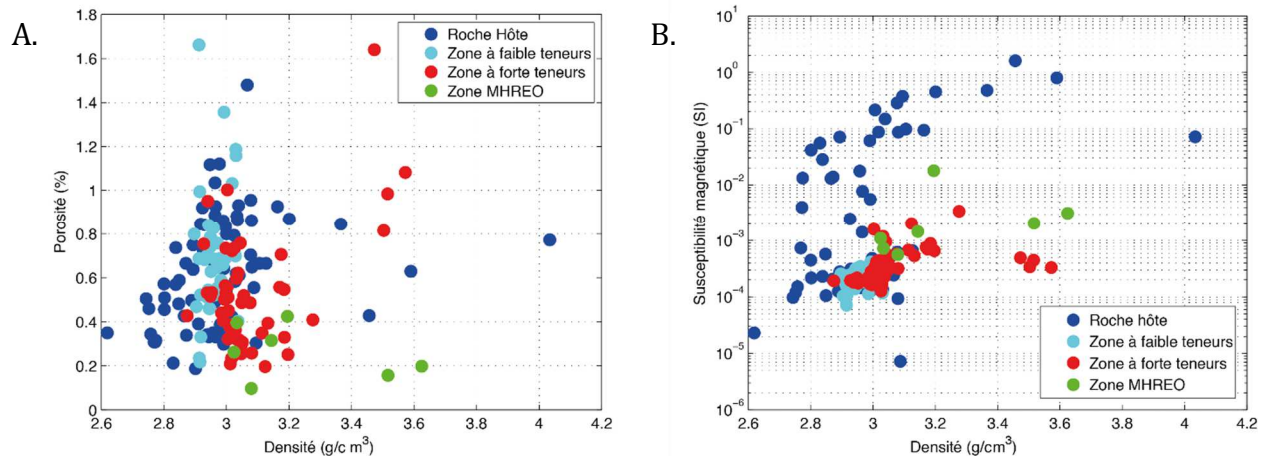 A.
1.8
1.6
1.4
1.2
1
0.8
0.6
0.4
0.2
0
Porosité (%)
Roche Hôte
Zone à faible teneurs
Zone à forte teneurs
Zone MHREO
2.6 2.8 3 3.2 3.4 3.6 3.8 4 4.2
Densité (g/c m³)
B.
10¹
10⁰
10⁻¹
10⁻²
10⁻³
10⁻⁴
10⁻⁵
10⁻⁶
Susceptibilité magnétique (SI)
Roche hôte
Zone à faible teneurs
Zone à forte teneurs
Zone MHREO
2.6 2.8 3 3.2 3.4 3.6 3.8 4 4.2
Densité (g/cm³)